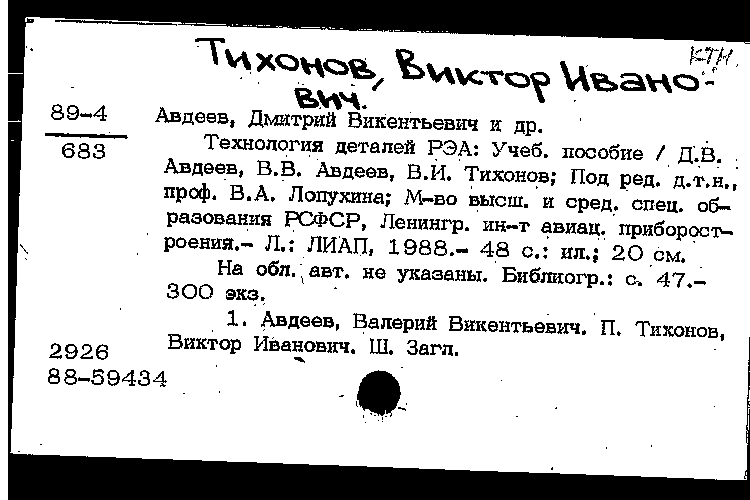 КТН.
Тихонов, Виктор Ивано-
вич.
89-4
683
Авдеев, Дмитрий Викентьевич и др.
Технология деталей РЭА: Учеб. пособие / Д.В.
Авдеев, В.В. Авдеев, В.И. Тихонов; Под ред. д.т.н.,
проф. В.А. Лопухина; М-во высш. и сред. спец. об-
разования РСФСР, Ленингр. ин-т авиац. приборост-
роения.- Л.: ЛИАП, 1988.- 48 с.: ил.; 20 см.
На обл. авт. не указаны. Библиогр.: с. 47.-
300 экз.
1. Авдеев, Валерий Викентьевич. П. Тихонов,
Виктор Иванович. Ш. Загл.
2926
88-59434